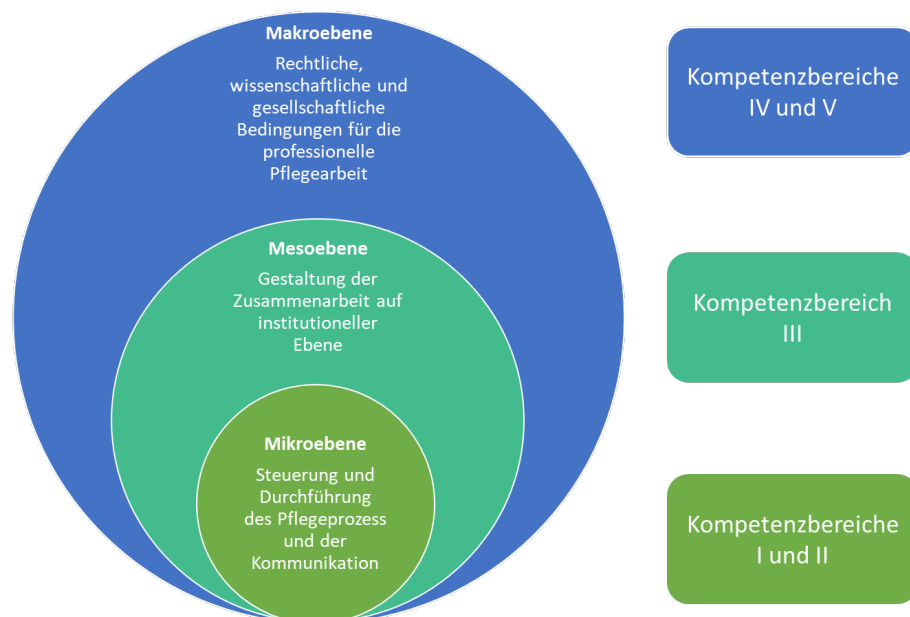 Makroebene
Rechtliche,
wissenschaftliche und
gesellschaftliche
Bedingungen für die
professionelle
Pflegearbeit
Kompetenzbereiche
IV und V
Mesoebene
Gestaltung der
Zusammenarbeit auf
institutioneller
Ebene
Kompetenzbereich
III
Mikroebene
Steuerung und
Durchführung
des Pflegeprozess
und der
Kommunikation
Kompetenzbereiche
I und II